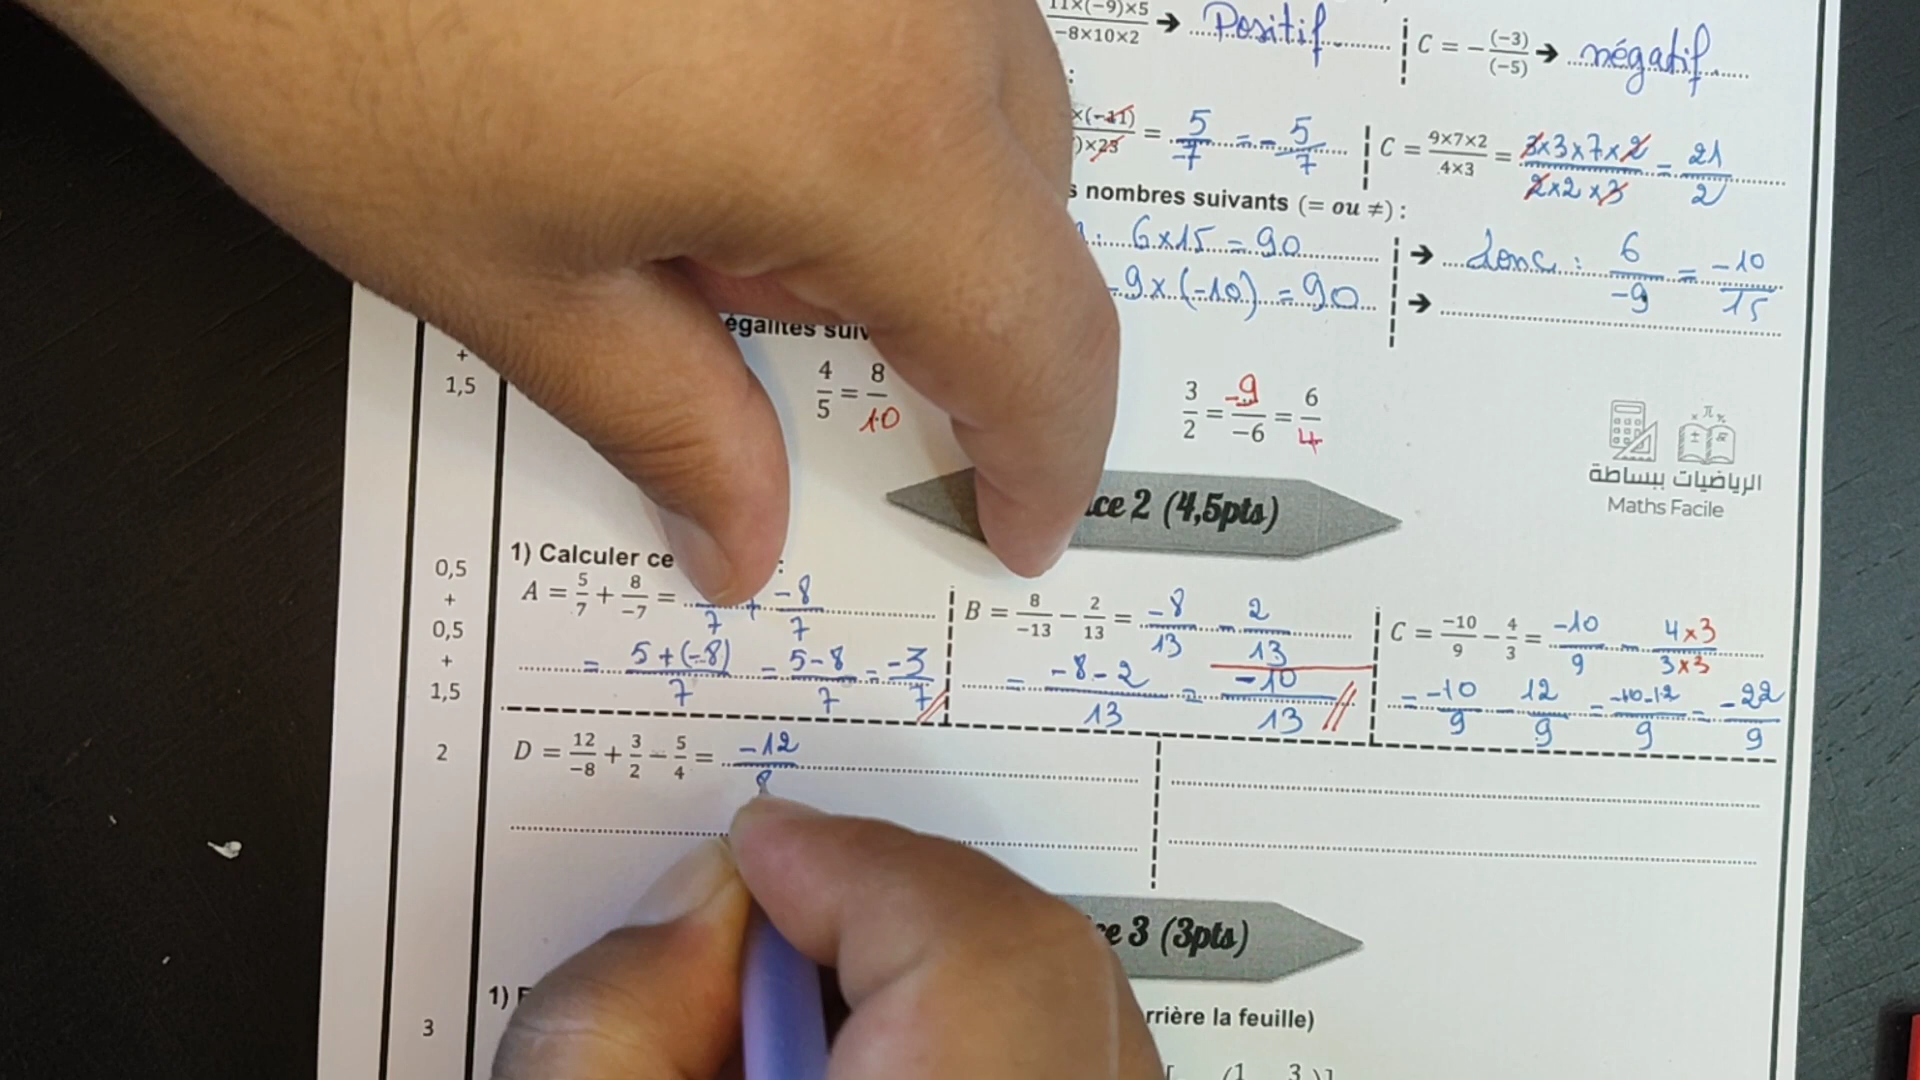 11×(−9)×5 / −8×10×2 → Positif
C = − (−3)/(−5) → négatif
×(−11) / )×23 = 5/−7 = − 5/7
C = 9×7×2 / 4×3 = 3×3×7×2 / 2×2×3 = 21/2
nombres suivants (= ou ≠) :
6×15 = 90 → donc : 6/−9 = −10/15
−9×(−10) = 90 →
+
1,5
4/5 = 8/10
3/2 = −9/−6 = 6/4
الرياضيات ببساطة
Maths Facile
2 (4,5pts)
1) Calculer ce :
0,5
+
0,5
+
1,5
A = 5/7 + 8/−7 = /7 + −8/7
= 5+(−8)/7 = 5−8/7 = −3/7
B = 8/−13 − 2/13 = −8/13 − 2/13
= −8−2/13 = −10/13
C = −10/9 − 4/3 = −10/9 − 4×3/3×3
= −10/9 − 12/9 = −10−12/9 = −22/9
2
D = 12/−8 + 3/2 − 5/4 = −12/8
3 (3pts)
1)
rrière la feuille)
3
(1 3)]